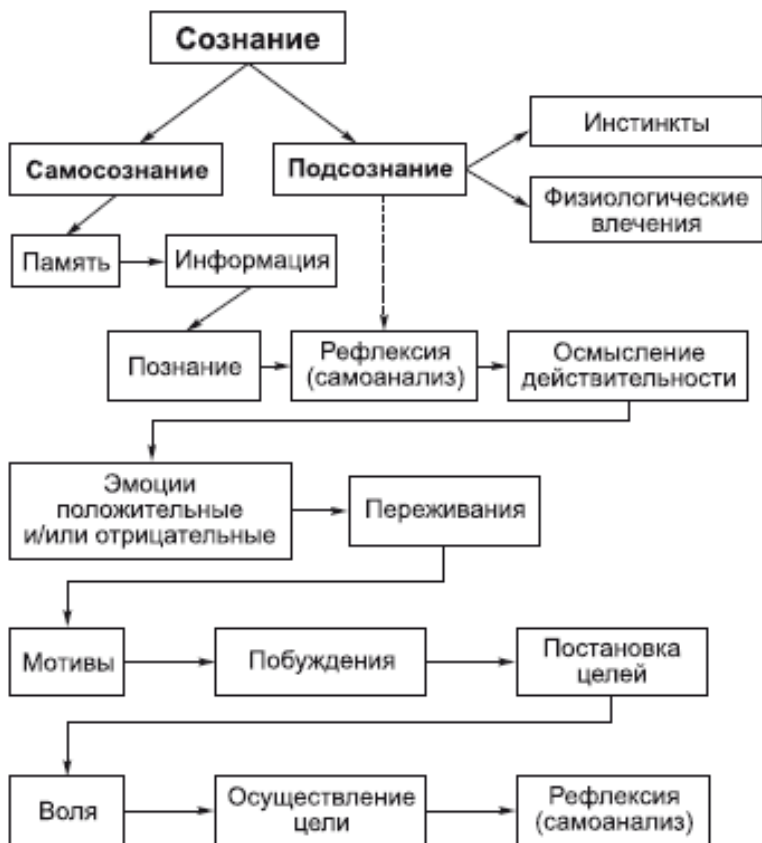 Сознание
Инстинкты
Самосознание
Подсознание
Физиологические
влечения
Память
Информация
Познание
Рефлексия
(самоанализ)
Осмысление
действительности
Эмоции
положительные
и/или отрицательные
Переживания
Мотивы
Побуждения
Постановка
целей
Воля
Осуществление
цели
Рефлексия
(самоанализ)